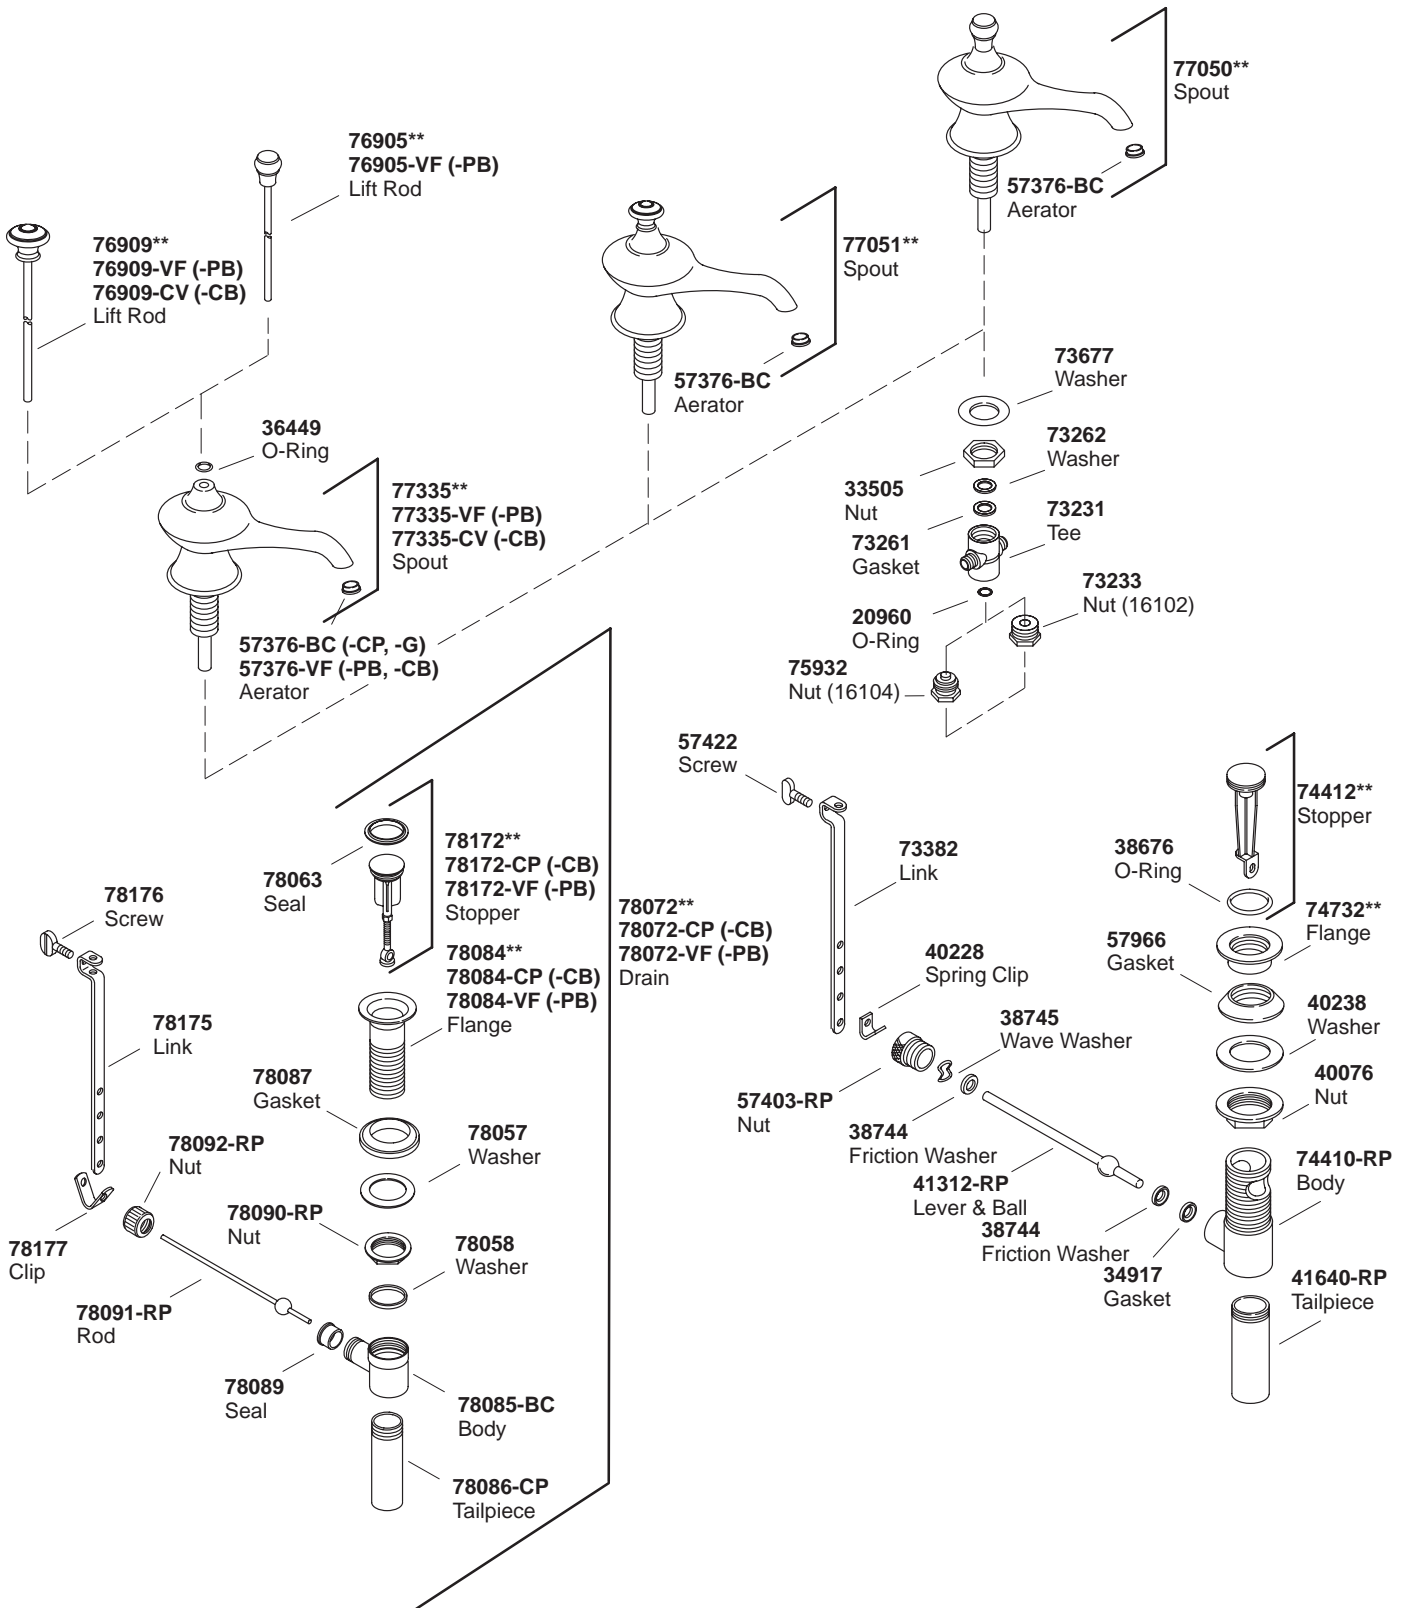 77050**
Spout
57376-BC
Aerator
76905**
76905-VF (-PB)
Lift Rod
76909**
76909-VF (-PB)
76909-CV (-CB)
Lift Rod
77051**
Spout
57376-BC
Aerator
36449
O-Ring
77335**
77335-VF (-PB)
77335-CV (-CB)
Spout
57376-BC (-CP, -G)
57376-VF (-PB, -CB)
Aerator
73677
Washer
73262
Washer
33505
Nut
73231
Tee
73261
Gasket
73233
Nut (16102)
20960
O-Ring
75932
Nut (16104)
78063
Seal
78172**
78172-CP (-CB)
78172-VF (-PB)
Stopper
78072**
78072-CP (-CB)
78072-VF (-PB)
Drain
78084**
78084-CP (-CB)
78084-VF (-PB)
Flange
78176
Screw
78175
Link
78087
Gasket
78092-RP
Nut
78057
Washer
78090-RP
Nut
78058
Washer
78177
Clip
78091-RP
Rod
78089
Seal
78085-BC
Body
78086-CP
Tailpiece
57422
Screw
73382
Link
74412**
Stopper
38676
O-Ring
74732**
Flange
57966
Gasket
40228
Spring Clip
40238
Washer
38745
Wave Washer
40076
Nut
57403-RP
Nut
38744
Friction Washer
41312-RP
Lever & Ball
74410-RP
Body
38744
Friction Washer
34917
Gasket
41640-RP
Tailpiece